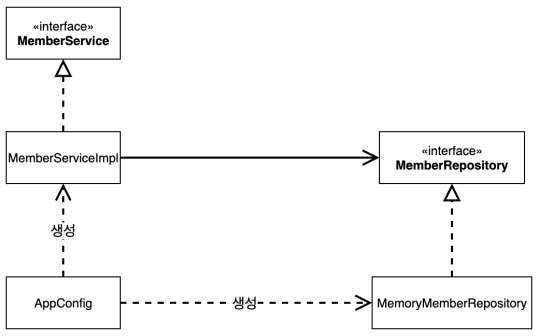 «interface»
MemberService
MemberServiceImpl
«interface»
MemberRepository
생성
AppConfig
생성
MemoryMemberRepository